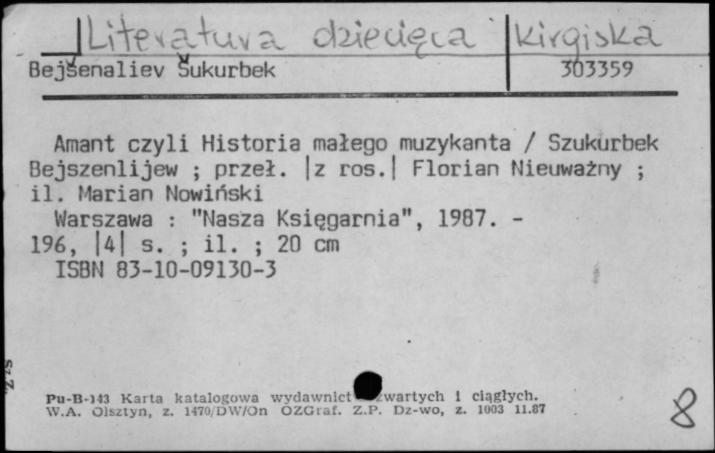 Literatura dziecięca | kirgiska
Bejšenaliev Šukurbek 303359
Amant czyli Historia małego muzykanta / Szukurbek
Bejszenlijew ; przeł. |z ros.| Florian Nieuważny ;
il. Marian Nowiński
Warszawa : "Nasza Księgarnia", 1987. -
196, |4| s. ; il. ; 20 cm
ISBN 83-10-09130-3
Pu-B-143 Karta katalogowa wydawnict zwartych i ciągłych.
W.A. Olsztyn, z. 1470/DW/On OZGraf. Z.P. Dz-wo, z. 1003 11.87
8